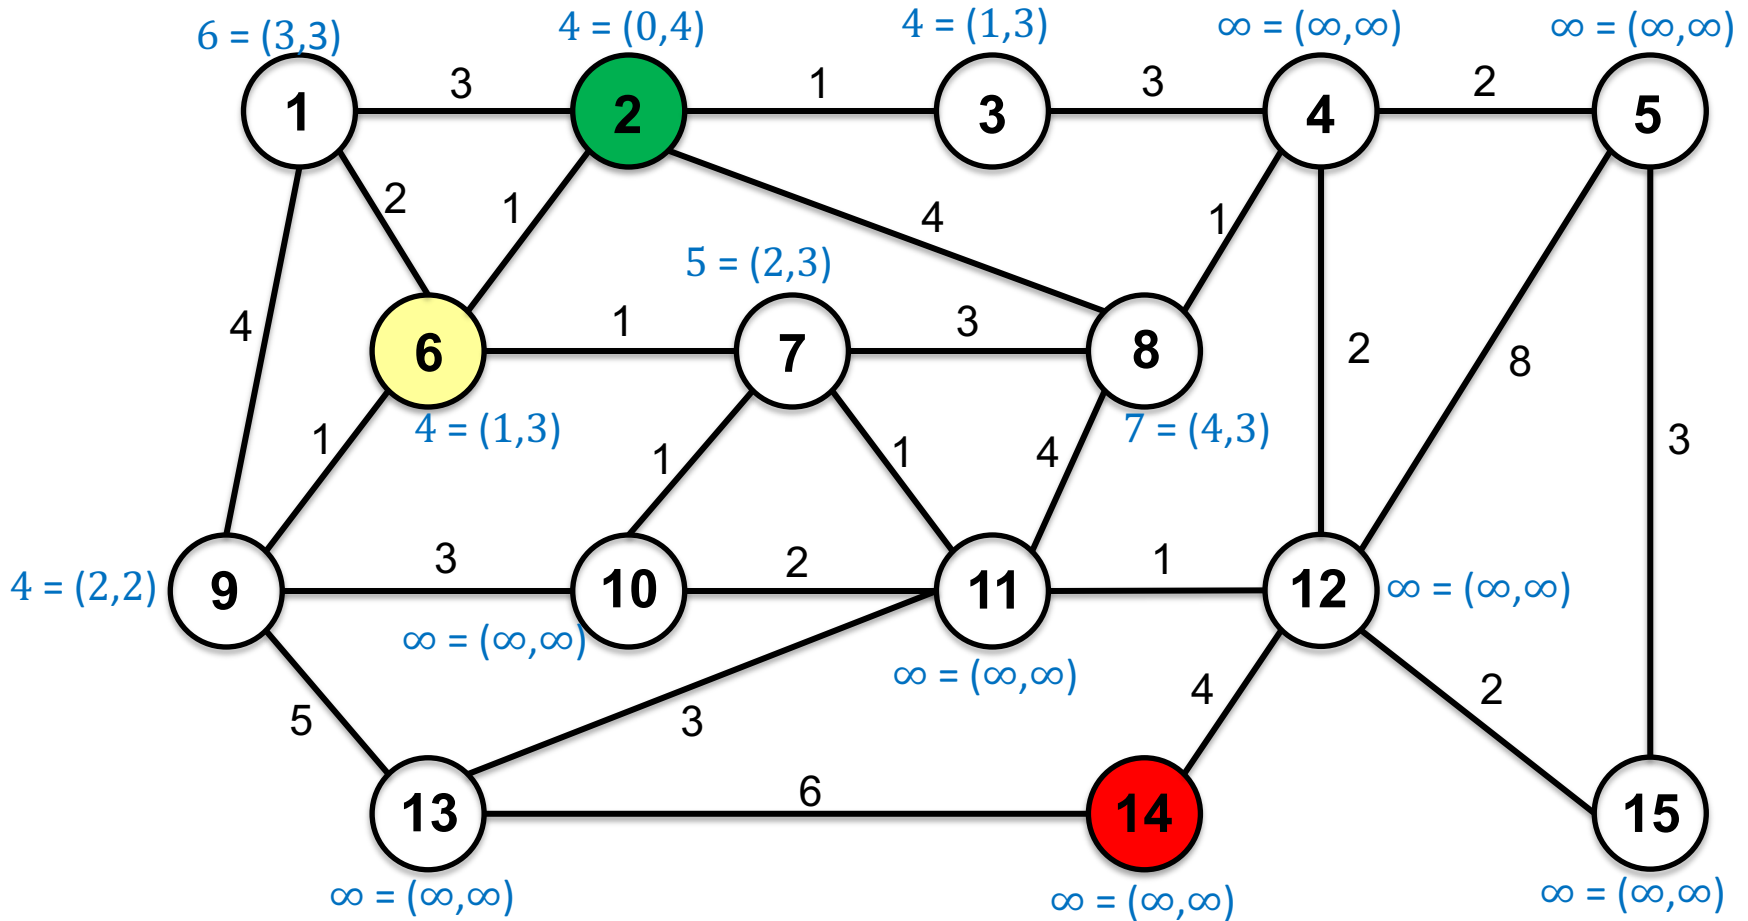 6 = (3,3)
4 = (0,4)
4 = (1,3)
∞ = (∞,∞)
∞ = (∞,∞)
1
3
2
1
3
3
4
2
5
2
1
4
1
5 = (2,3)
4
6
1
7
3
8
2
8
4 = (1,3)
7 = (4,3)
1
1
1
4
3
4 = (2,2)
9
3
10
2
11
1
12
∞ = (∞,∞)
∞ = (∞,∞)
∞ = (∞,∞)
5
3
4
2
13
6
14
15
∞ = (∞,∞)
∞ = (∞,∞)
∞ = (∞,∞)